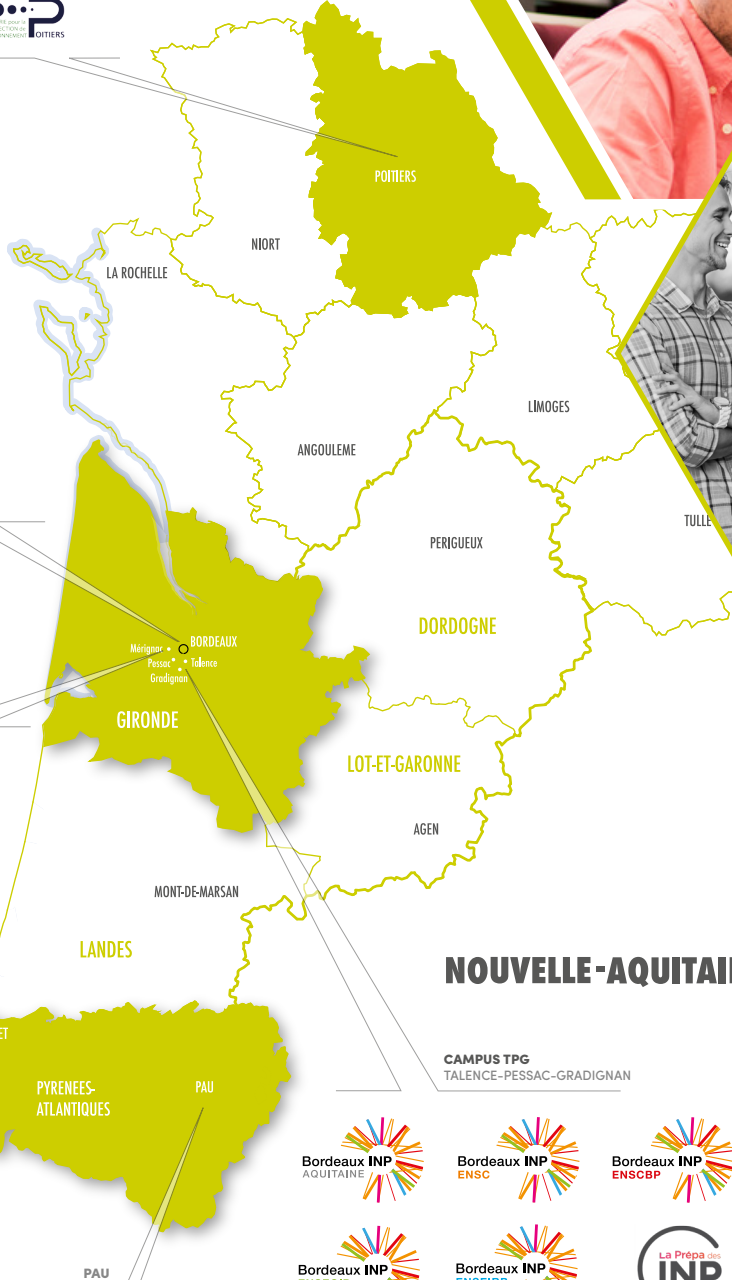 POITIERS
POITIERS
NIORT
LA ROCHELLE
LIMOGES
ANGOULEME
TULLE
PERIGUEUX
DORDOGNE
BORDEAUX
Mérignac
Pessac
Talence
Gradignan
GIRONDE
LOT-ET-GARONNE
AGEN
MONT-DE-MARSAN
LANDES
NOUVELLE-AQUITAI
ET
CAMPUS TPG
TALENCE-PESSAC-GRADIGNAN
PYRENEES-
ATLANTIQUES
PAU
Bordeaux INP
AQUITAINE
Bordeaux INP
ENSC
Bordeaux INP
ENSCBP
PAU
Bordeaux INP
Bordeaux INP
La Prépa des
INP